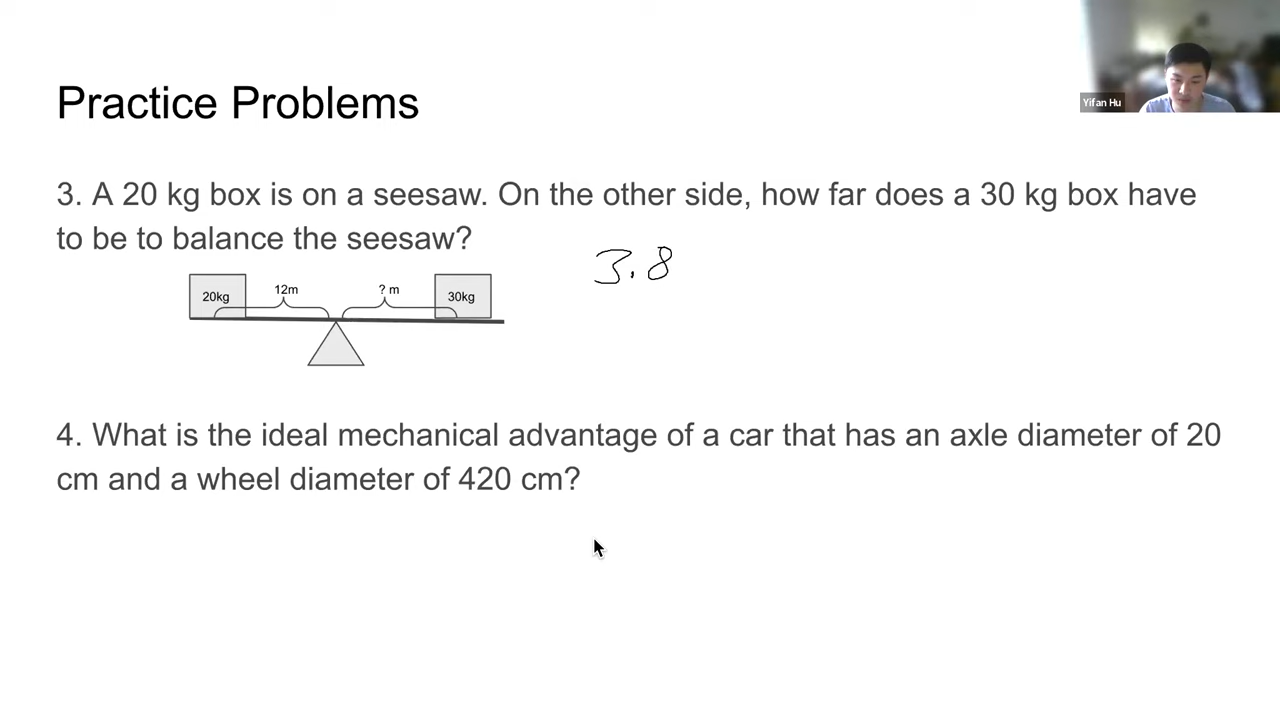 Practice Problems
Yifan Hu
3. A 20 kg box is on a seesaw. On the other side, how far does a 30 kg box have
to be to balance the seesaw?
3.8
20kg
12m
? m
30kg
4. What is the ideal mechanical advantage of a car that has an axle diameter of 20
cm and a wheel diameter of 420 cm?